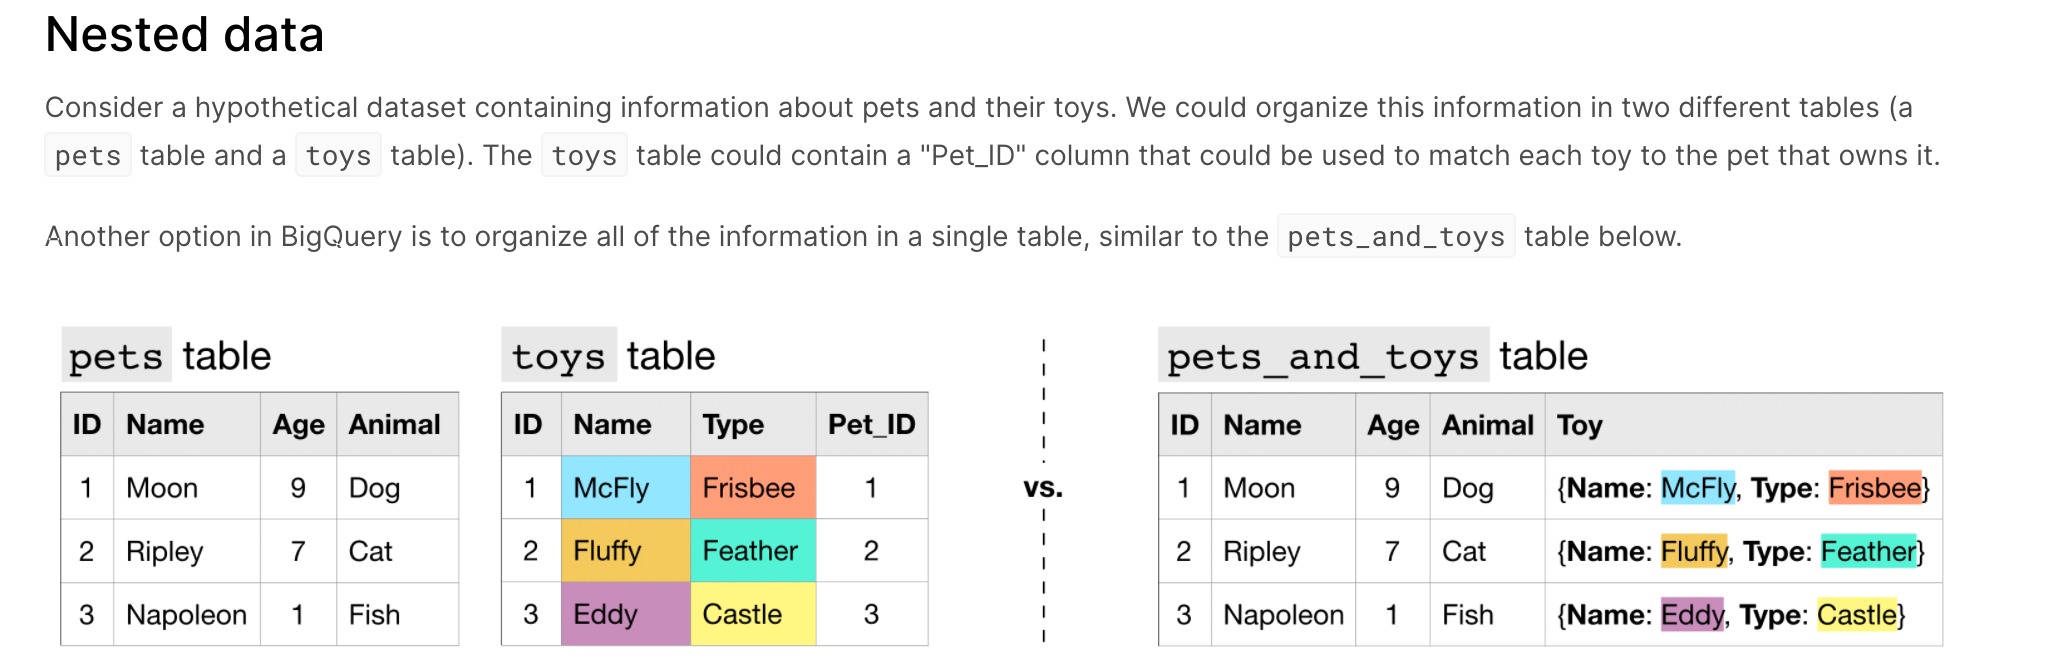 Nested data
Consider a hypothetical dataset containing information about pets and their toys. We could organize this information in two different tables (a
pets table and a toys table). The toys table could contain a "Pet_ID" column that could be used to match each toy to the pet that owns it.
Another option in BigQuery is to organize all of the information in a single table, similar to the pets_and_toys table below.
pets table
ID Name Age Animal
1 Moon 9 Dog
2 Ripley 7 Cat
3 Napoleon 1 Fish
toys table
ID Name Type Pet_ID
1 McFly Frisbee 1
2 Fluffy Feather 2
3 Eddy Castle 3
vs.
pets_and_toys table
ID Name Age Animal Toy
1 Moon 9 Dog {Name: McFly, Type: Frisbee}
2 Ripley 7 Cat {Name: Fluffy, Type: Feather}
3 Napoleon 1 Fish {Name: Eddy, Type: Castle}